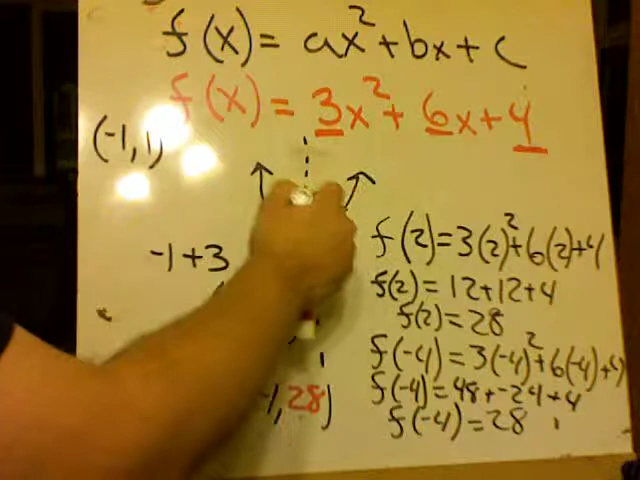 f(x) = ax²+bx+c
f(x) = 3x²+6x+4
(-1, 1)
-1+3
f(2)=3(2)²+6(2)+4
f(2) = 12+12+4
f(2) = 28
f(-4) = 3(-4)²+6(-4)+4
f(-4)=48+-24+4
f(-4) = 28
,28)